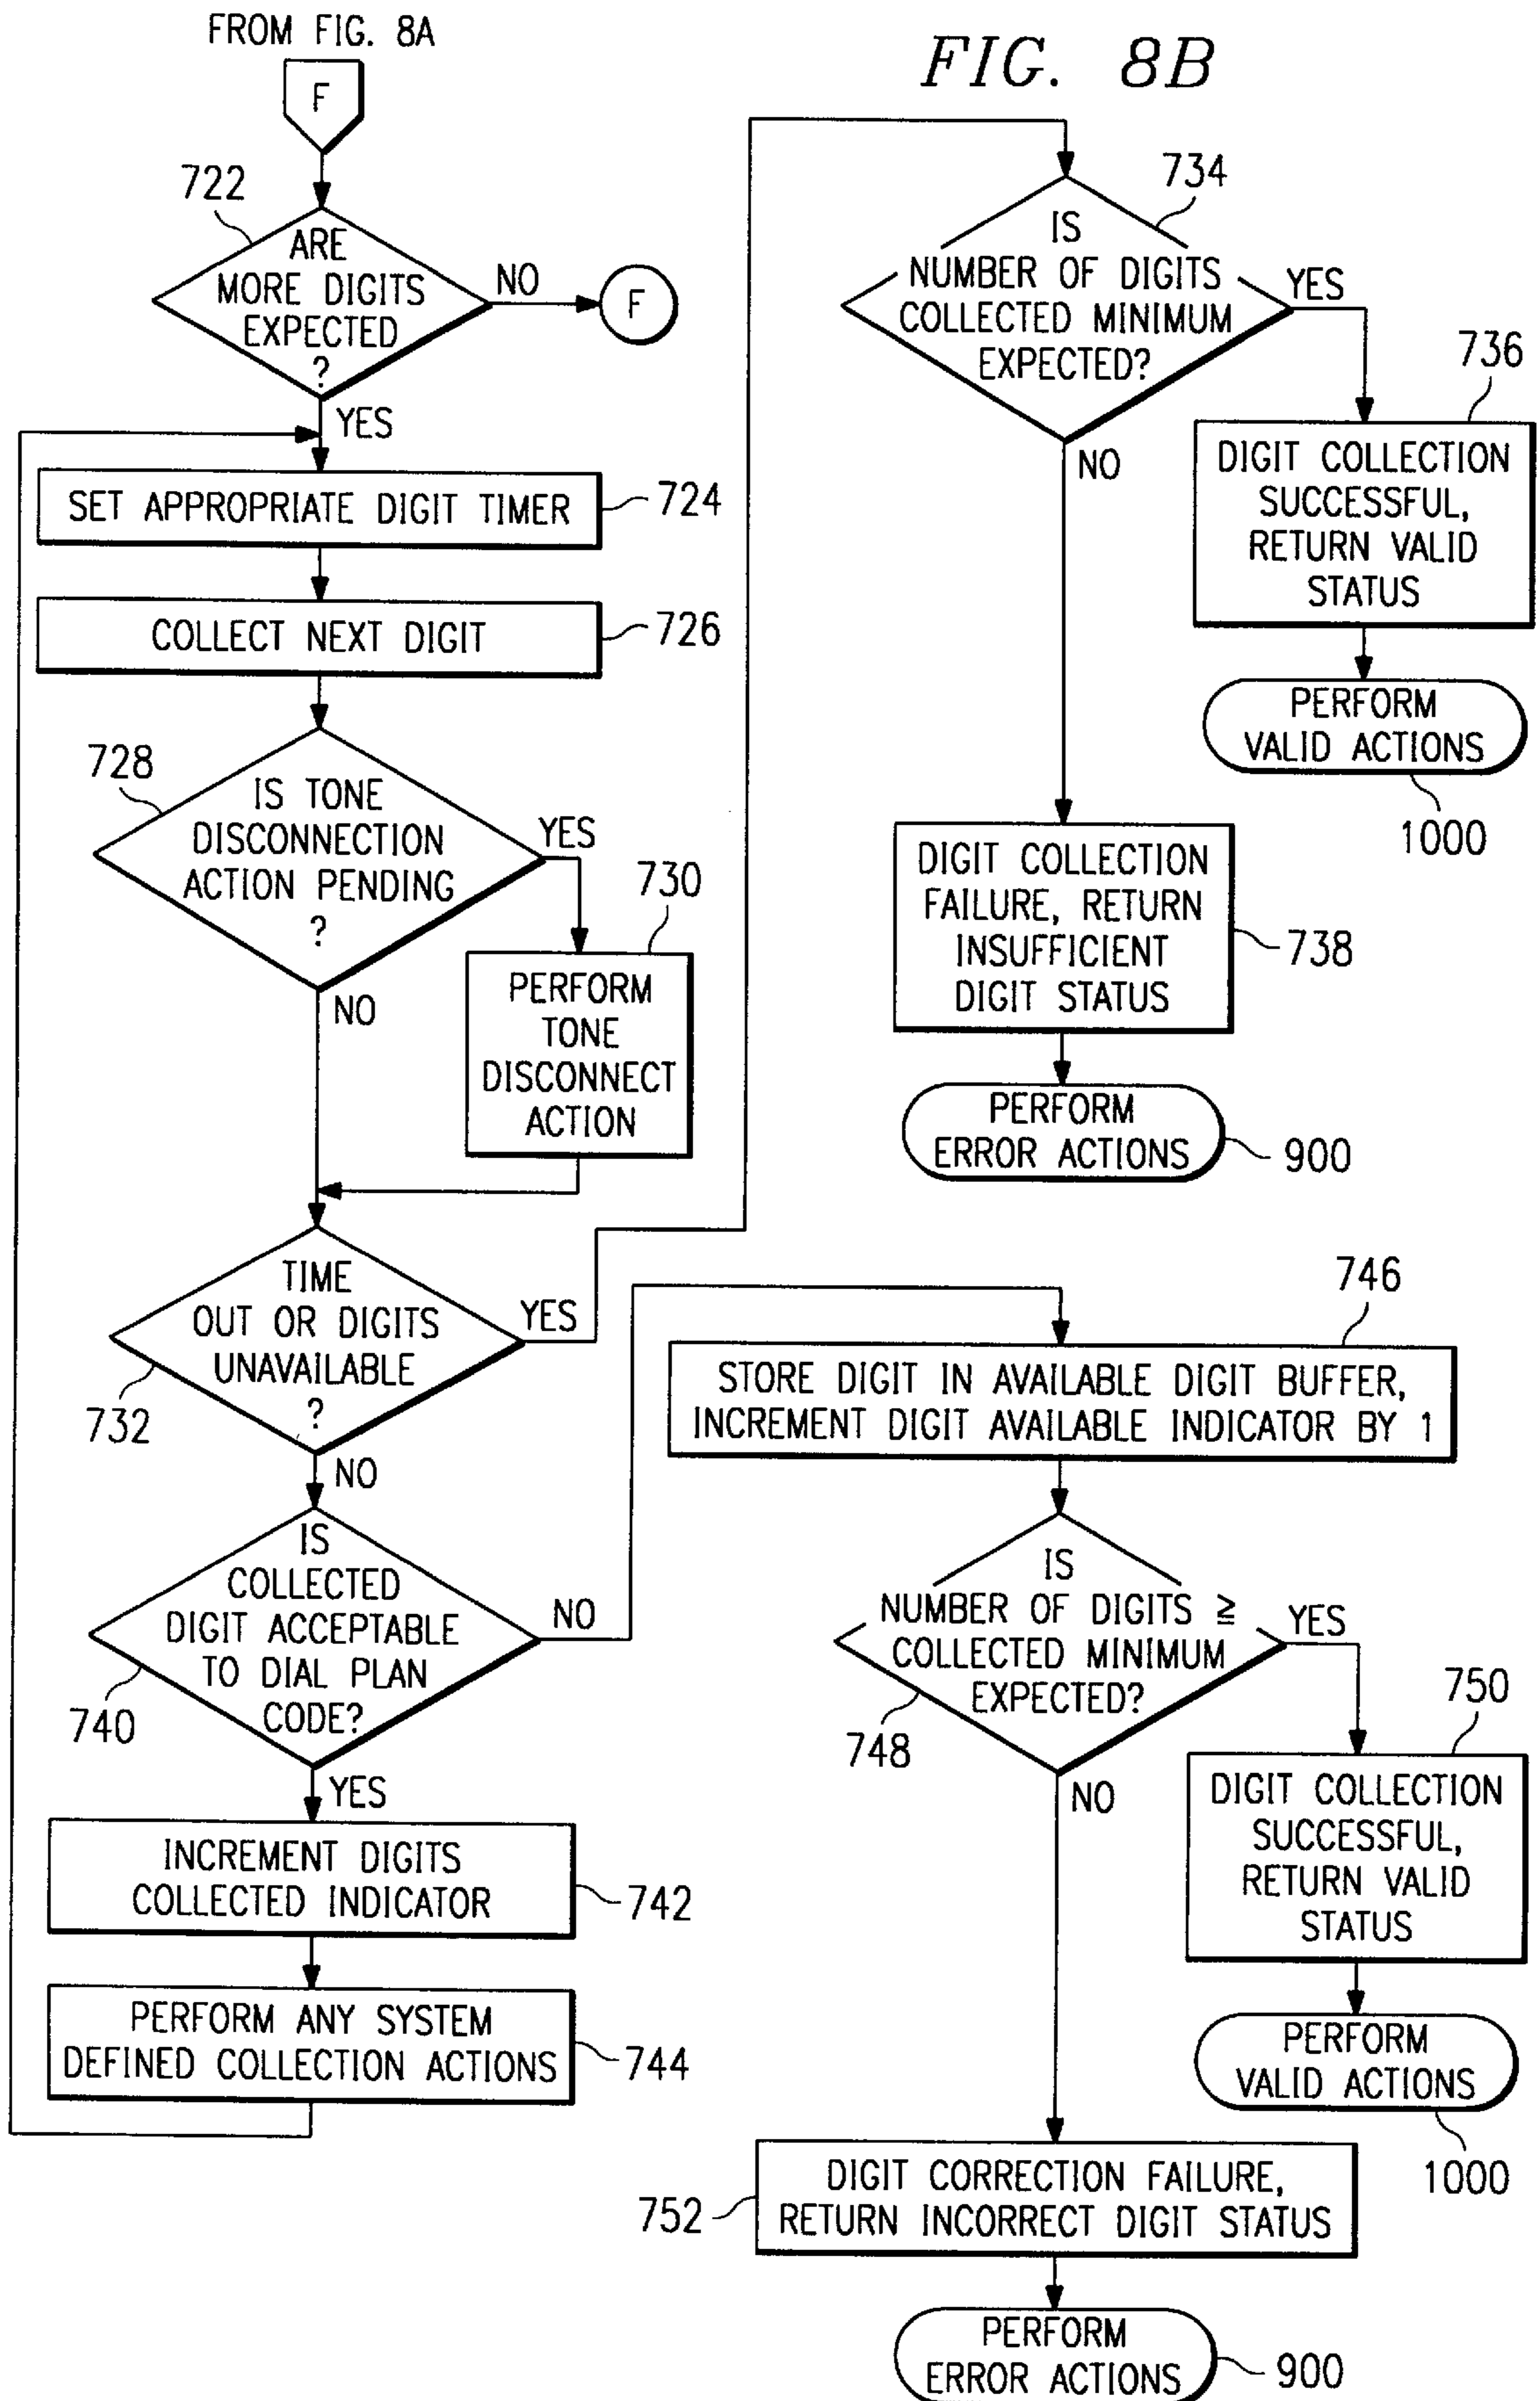 FROM FIG. 8A
F
FIG. 8B
722
ARE
MORE DIGITS
EXPECTED
?
NO
F
YES
SET APPROPRIATE DIGIT TIMER
724
COLLECT NEXT DIGIT
726
728
IS TONE
DISCONNECTION
ACTION PENDING
?
YES
730
NO
PERFORM
TONE
DISCONNECT
ACTION
TIME
OUT OR DIGITS
UNAVAILABLE
?
YES
732
NO
IS
COLLECTED
DIGIT ACCEPTABLE
TO DIAL PLAN
CODE?
NO
740
YES
INCREMENT DIGITS
COLLECTED INDICATOR
742
PERFORM ANY SYSTEM
DEFINED COLLECTION ACTIONS
744
734
IS
NUMBER OF DIGITS
COLLECTED MINIMUM
EXPECTED?
YES
NO
736
DIGIT COLLECTION
SUCCESSFUL,
RETURN VALID
STATUS
PERFORM
VALID ACTIONS
1000
DIGIT COLLECTION
FAILURE, RETURN
INSUFFICIENT
DIGIT STATUS
738
PERFORM
ERROR ACTIONS
900
746
STORE DIGIT IN AVAILABLE DIGIT BUFFER,
INCREMENT DIGIT AVAILABLE INDICATOR BY 1
IS
NUMBER OF DIGITS ≥
COLLECTED MINIMUM
EXPECTED?
YES
748
NO
750
DIGIT COLLECTION
SUCCESSFUL,
RETURN VALID
STATUS
PERFORM
VALID ACTIONS
1000
DIGIT CORRECTION FAILURE,
RETURN INCORRECT DIGIT STATUS
752
PERFORM
ERROR ACTIONS
900